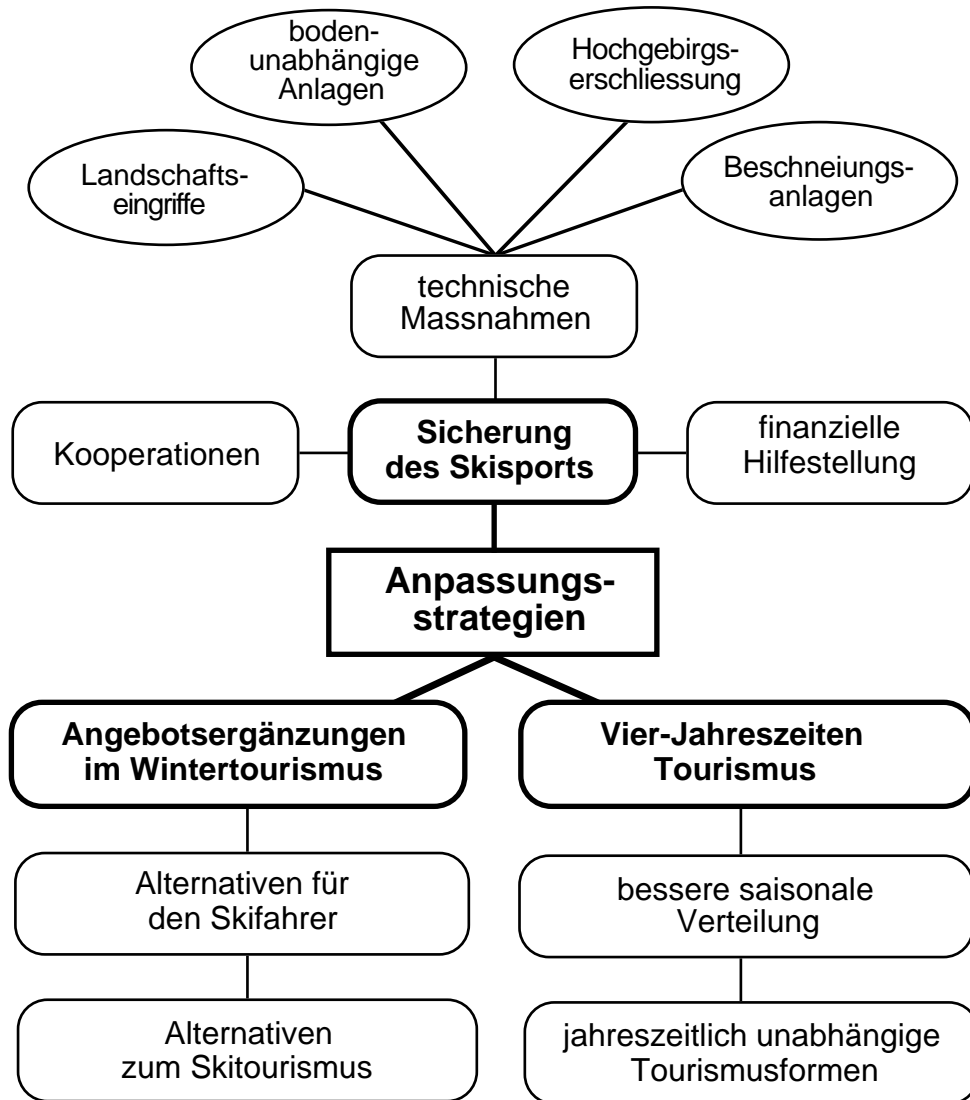 boden-
unabhängige
Anlagen
Hochgebirgs-
erschliessung
Landschafts-
eingriffe
Beschneiungs-
anlagen
technische
Massnahmen
Kooperationen
Sicherung
des Skisports
finanzielle
Hilfestellung
Anpassungs-
strategien
Angebotsergänzungen
im Wintertourismus
Vier-Jahreszeiten
Tourismus
Alternativen für
den Skifahrer
bessere saisonale
Verteilung
Alternativen
zum Skitourismus
jahreszeitlich unabhängige
Tourismusformen